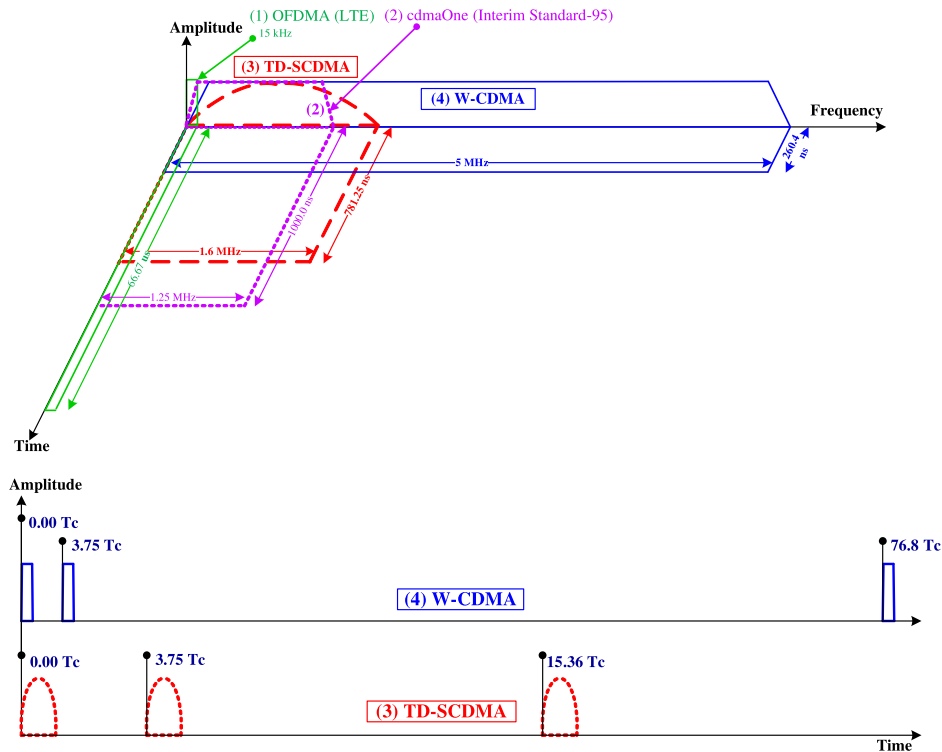 (1) OFDMA (LTE)
(2) cdmaOne (Interim Standard-95)
Amplitude
15 kHz
(3) TD-SCDMA
(2)
(4) W-CDMA
Frequency
260.4
ns
5 MHz
781.25 ns
1000.0 ns
1.6 MHz
66.67 ns
1.25 MHz
Time
Amplitude
0.00 Tc
3.75 Tc
76.8 Tc
(4) W-CDMA
0.00 Tc
3.75 Tc
15.36 Tc
(3) TD-SCDMA
Time